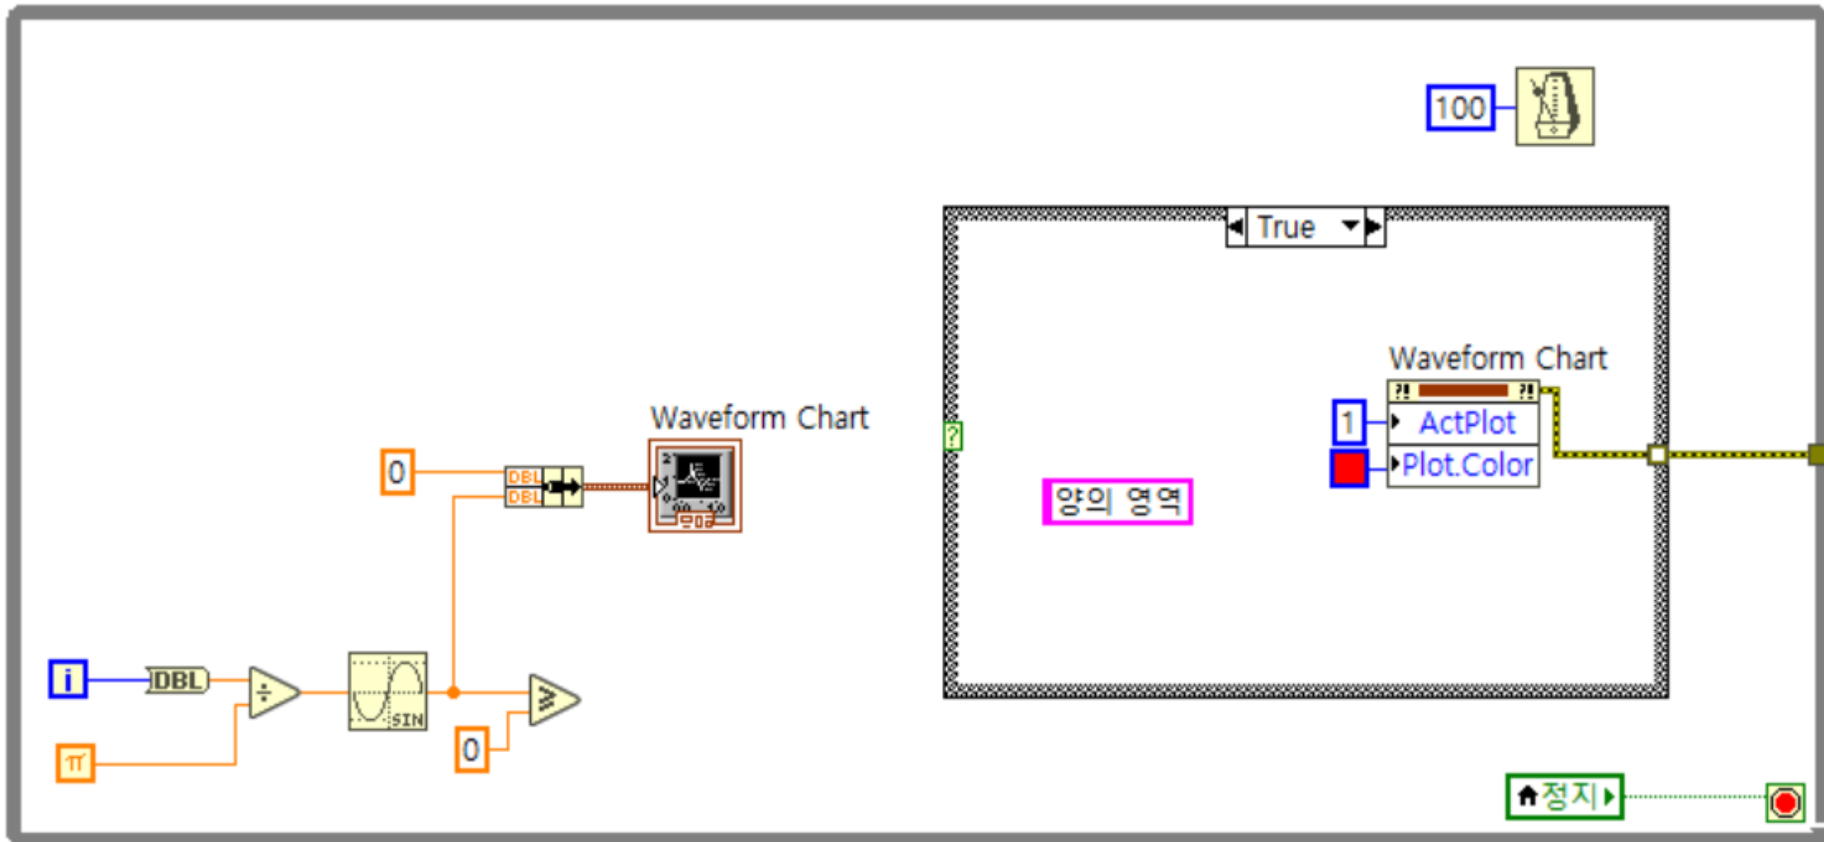 100
True
Waveform Chart
1
ActPlot
Plot.Color
Waveform Chart
0
DBL
DBL
양의 영역
i
DBL
÷
SIN
≥
0
π
정지